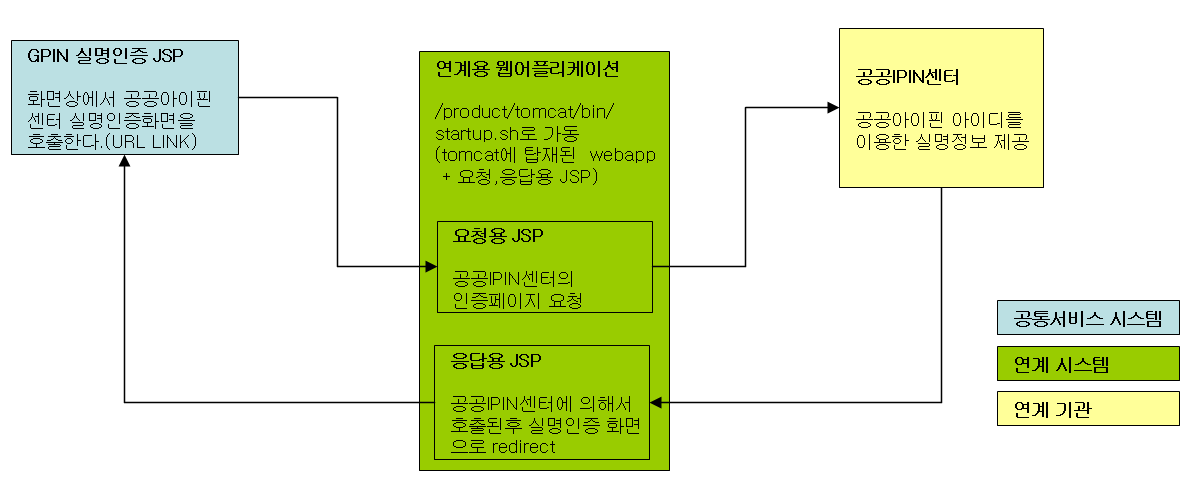 GPIN 실명인증 JSP
화면상에서 공공아이핀
센터 실명인증화면을
호출한다.(URL LINK)
연계용 웹어플리케이션
/product/tomcat/bin/
startup.sh로 가동
(tomcat에 탑재된 webapp
+ 요청,응답용 JSP)
요청용 JSP
공공IPIN센터의
인증페이지 요청
응답용 JSP
공공IPIN센터에 의해서
호출된후 실명인증 화면
으로 redirect
공공IPIN센터
공공아이핀 아이디를
이용한 실명정보 제공
공통서비스 시스템
연계 시스템
연계 기관